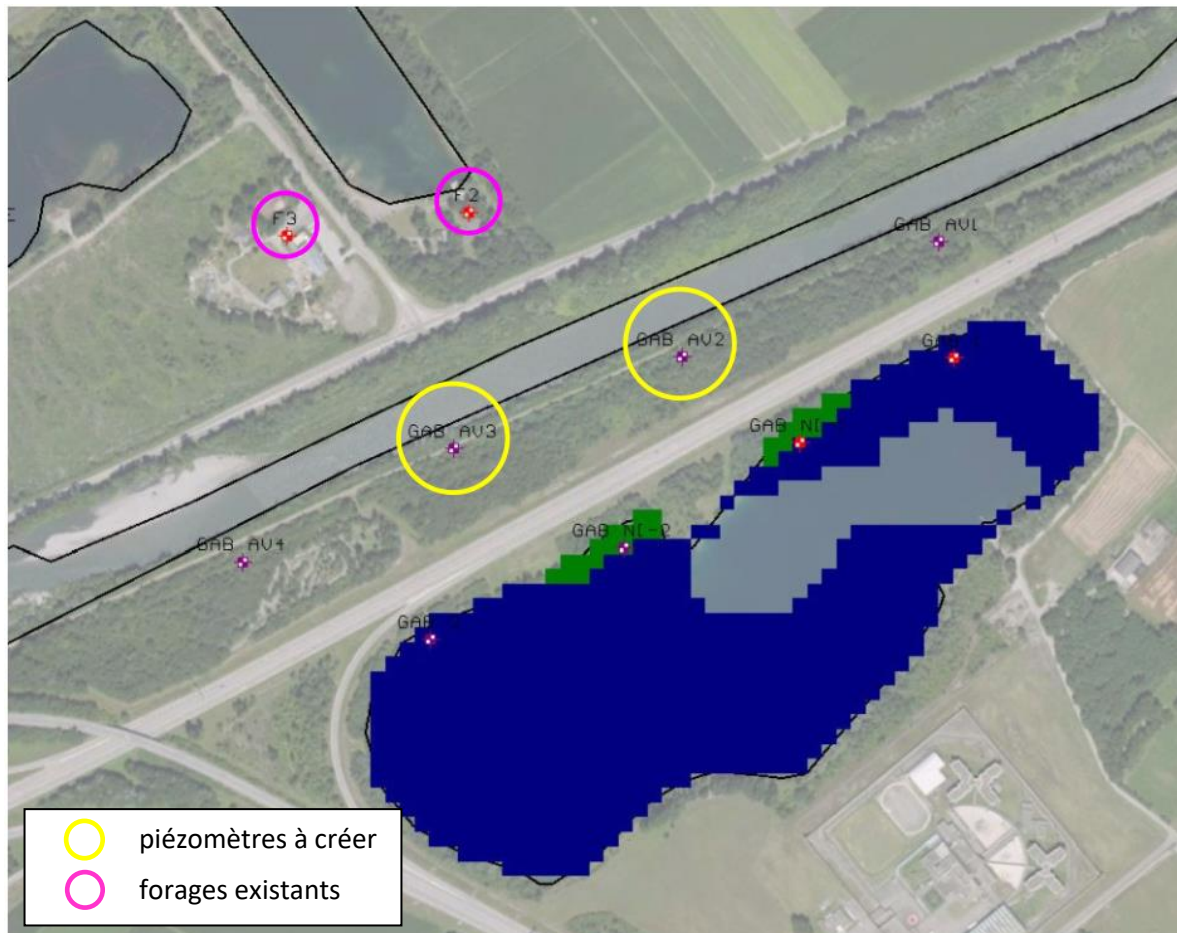 F2
F3
E
GAB AV1
GAB AV2
GAB AV3
GAB NI-2
GAB AV4
piézomètres à créer
forages existants